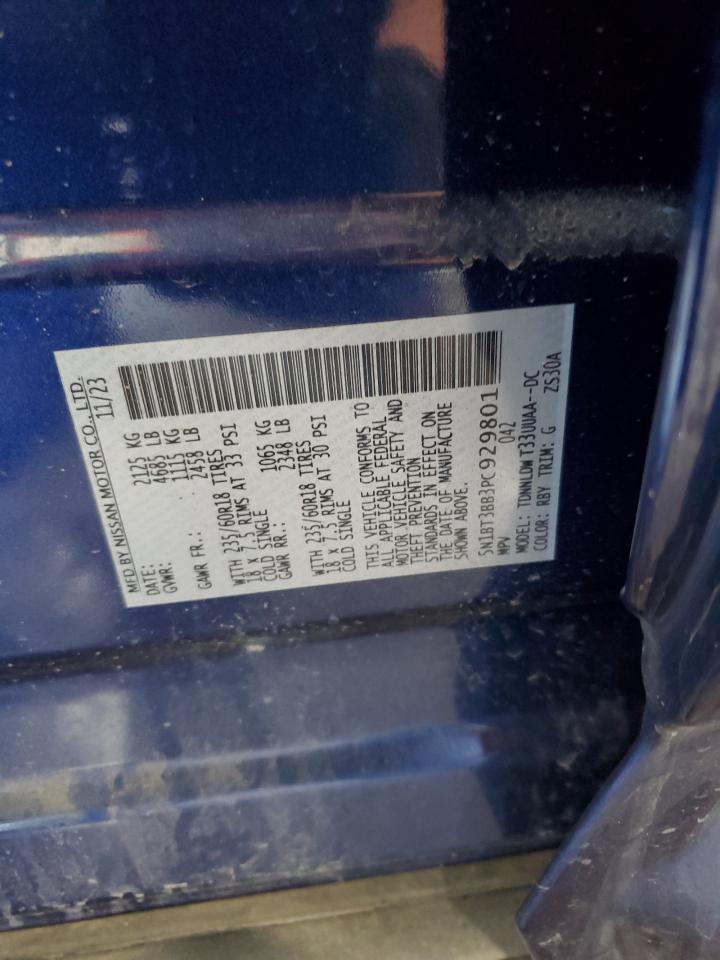 MFD BY NISSAN MOTOR CO., LTD.
DATE: 11/23
GVWR: 2125 KG
4685 LB
GAWR FR.: 1115 KG
2458 LB
WITH 235/60R18 TIRES
18 X 7.5 RIMS AT 33 PSI
COLD SINGLE
GAWR RR.: 1065 KG
2348 LB
WITH 235/60R18 TIRES
18 X 7.5 RIMS AT 30 PSI
COLD SINGLE
THIS VEHICLE CONFORMS TO
ALL APPLICABLE FEDERAL
MOTOR VEHICLE SAFETY AND
THEFT PREVENTION
STANDARDS IN EFFECT ON
THE DATE OF MANUFACTURE
SHOWN ABOVE.
5N1BT3BB3PC929801
MPV 042
MODEL: TDNNLDWT33UUAA--DC
COLOR: RBY TRIM: G ZS30A